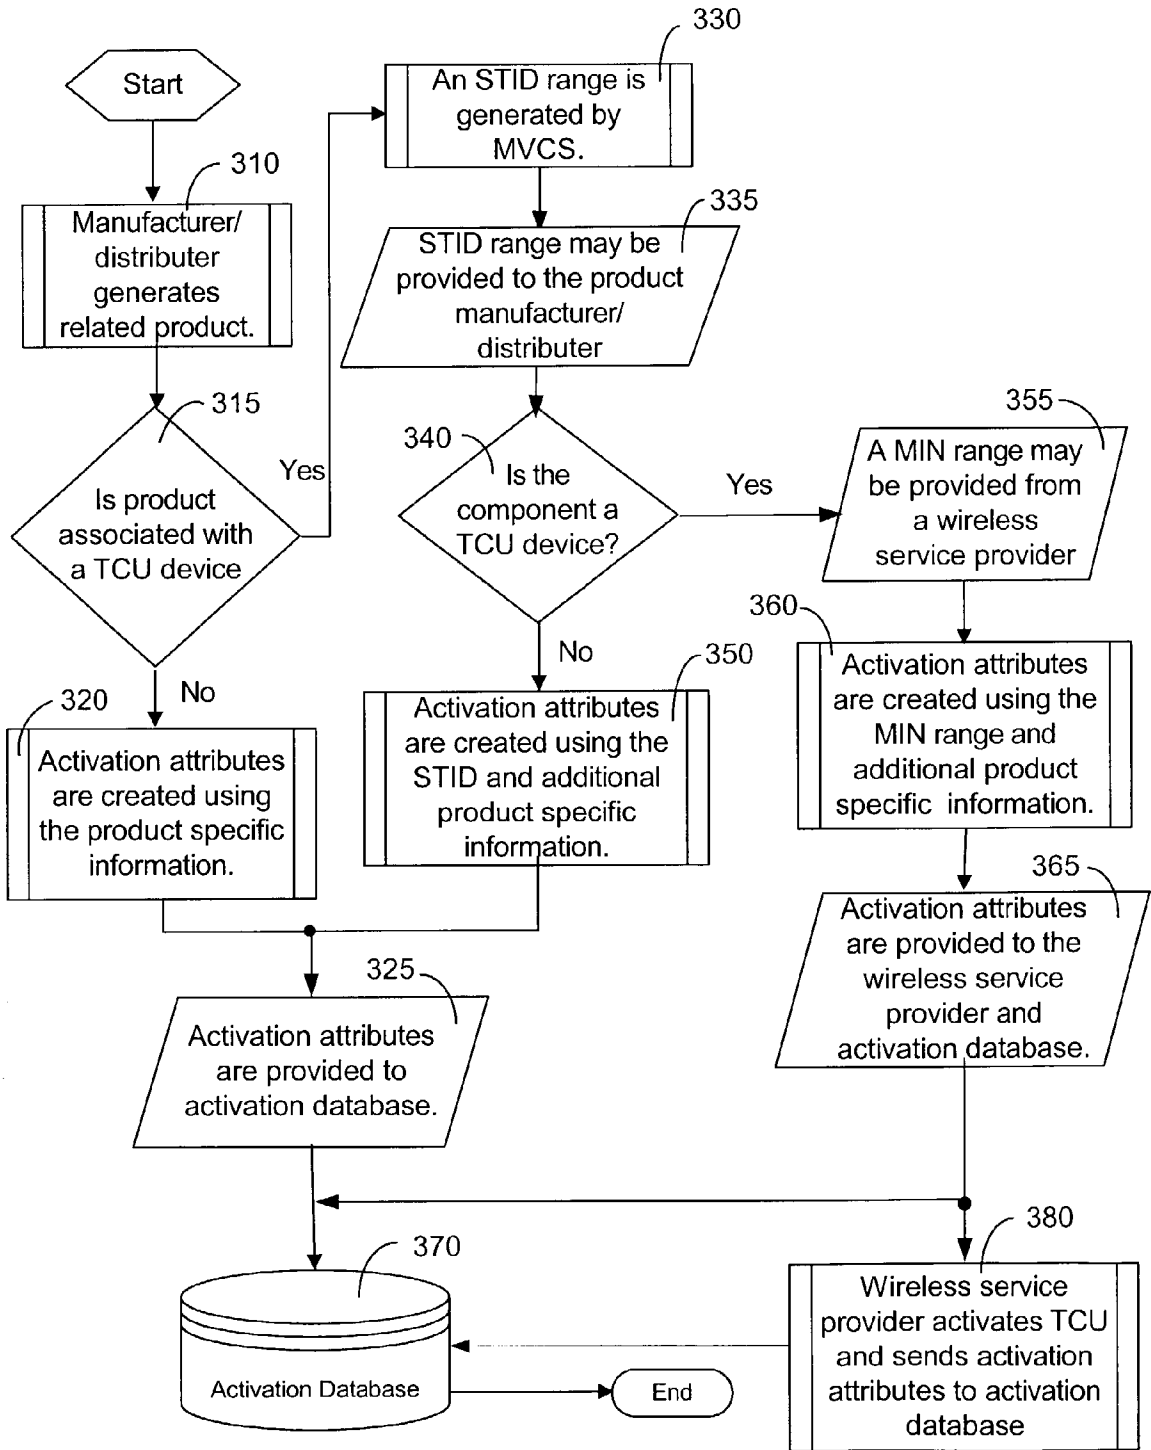 Start
310
Manufacturer/
distributer
generates
related product.
315
Is product
associated with
a TCU device
Yes
No
320
Activation attributes
are created using
the product specific
information.
330
An STID range is
generated by
MVCS.
335
STID range may be
provided to the product
manufacturer/
distributer
340
Is the
component a
TCU device?
Yes
No
350
Activation attributes
are created using the
STID and additional
product specific
information.
355
A MIN range may
be provided from
a wireless
service provider
360
Activation attributes
are created using the
MIN range and
additional product
specific information.
365
Activation attributes
are provided to the
wireless service
provider and
activation database.
325
Activation attributes
are provided to
activation database.
370
Activation Database
End
380
Wireless service
provider activates TCU
and sends activation
attributes to activation
database